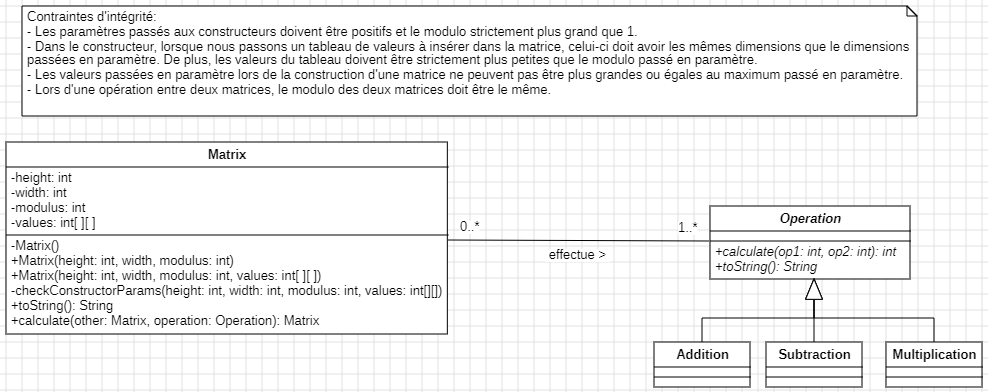 Contraintes d'intégrité:
- Les paramètres passés aux constructeurs doivent être positifs et le modulo strictement plus grand que 1.
- Dans le constructeur, lorsque nous passons un tableau de valeurs à insérer dans la matrice, celui-ci doit avoir les mêmes dimensions que le dimensions
passées en paramètre. De plus, les valeurs du tableau doivent être strictement plus petites que le modulo passé en paramètre.
- Les valeurs passées en paramètre lors de la construction d'une matrice ne peuvent pas être plus grandes ou égales au maximum passé en paramètre.
- Lors d'une opération entre deux matrices, le modulo des deux matrices doit être le même.
Matrix
-height: int
-width: int
-modulus: int
-values: int[ ][ ]
-Matrix()
+Matrix(height: int, width, modulus: int)
+Matrix(height: int, width, modulus: int, values: int[ ][ ])
-checkConstructorParams(height: int, width: int, modulus: int, values: int[][])
+toString(): String
+calculate(other: Matrix, operation: Operation): Matrix
0..*
1..*
effectue >
Operation
+calculate(op1: int, op2: int): int
+toString(): String
Addition
Subtraction
Multiplication